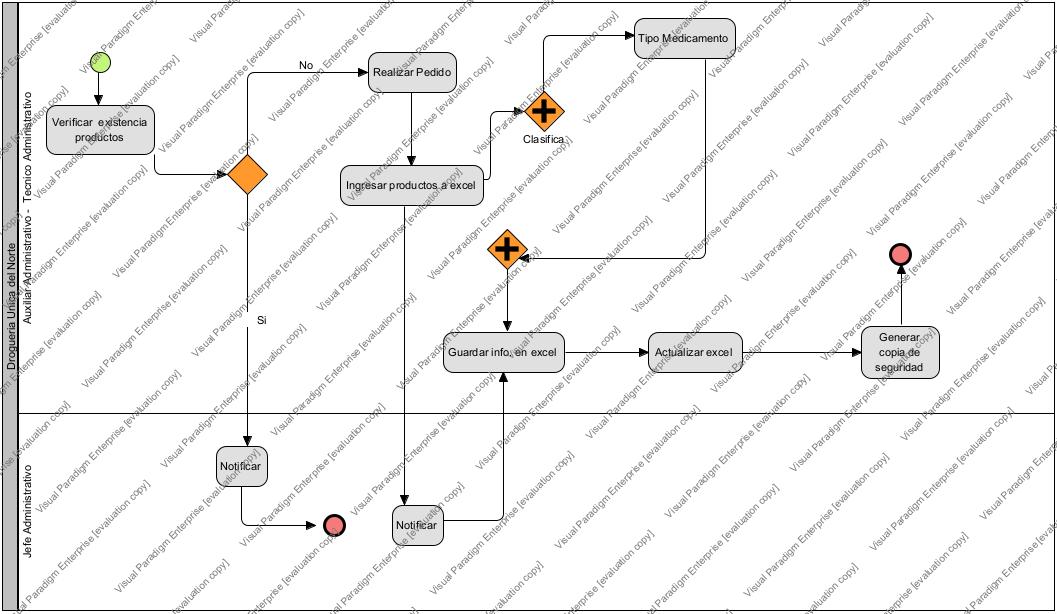 Drogueria Unica del Norte
Auxiliar Administrativo - Tecnico Administrativo
Jefe Administrativo
Verificar existencia
productos
No
Si
Realizar Pedido
Ingresar productos a excel
Clasifica
Tipo Medicamento
Guardar info. en excel
Actualizar excel
Generar
copia de
seguridad
Notificar
Notificar
Visual Paradigm Enterprise [evaluation copy]